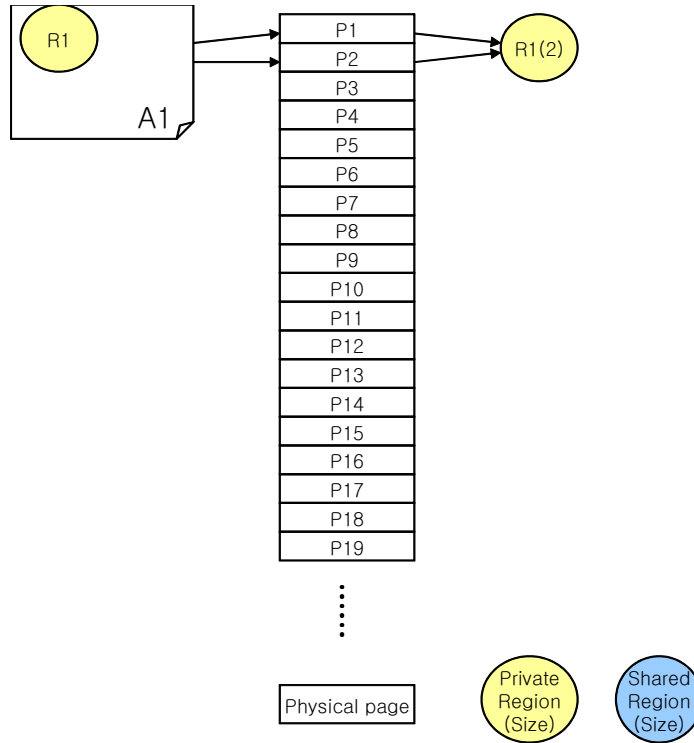 R1
A1
P1
P2
P3
P4
P5
P6
P7
P8
P9
P10
P11
P12
P13
P14
P15
P16
P17
P18
P19
R1(2)
Physical page
Private
Region
(Size)
Shared
Region
(Size)